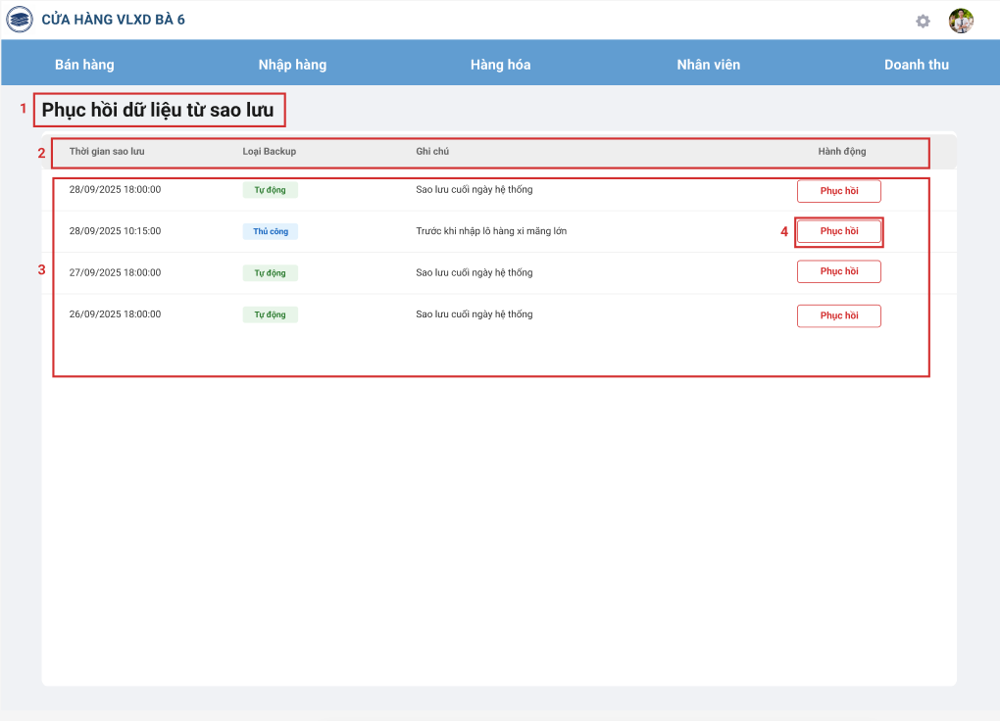 CỬA HÀNG VLXD BÀ 6
Bán hàng Nhập hàng Hàng hóa Nhân viên Doanh thu
1 Phục hồi dữ liệu từ sao lưu
2 Thời gian sao lưu Loại Backup Ghi chú Hành động
28/09/2025 18:00:00 Tự động Sao lưu cuối ngày hệ thống Phục hồi
28/09/2025 10:15:00 Thủ công Trước khi nhập lô hàng xi măng lớn 4 Phục hồi
3 27/09/2025 18:00:00 Tự động Sao lưu cuối ngày hệ thống Phục hồi
26/09/2025 18:00:00 Tự động Sao lưu cuối ngày hệ thống Phục hồi